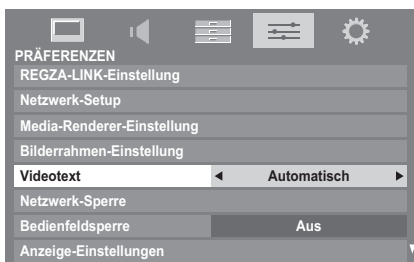 PRÄFERENZEN
REGZA-LINK-Einstellung
Netzwerk-Setup
Media-Renderer-Einstellung
Bilderrahmen-Einstellung
Videotext ◀ Automatisch ▶
Netzwerk-Sperre
Bedienfeldsperre Aus
Anzeige-Einstellungen